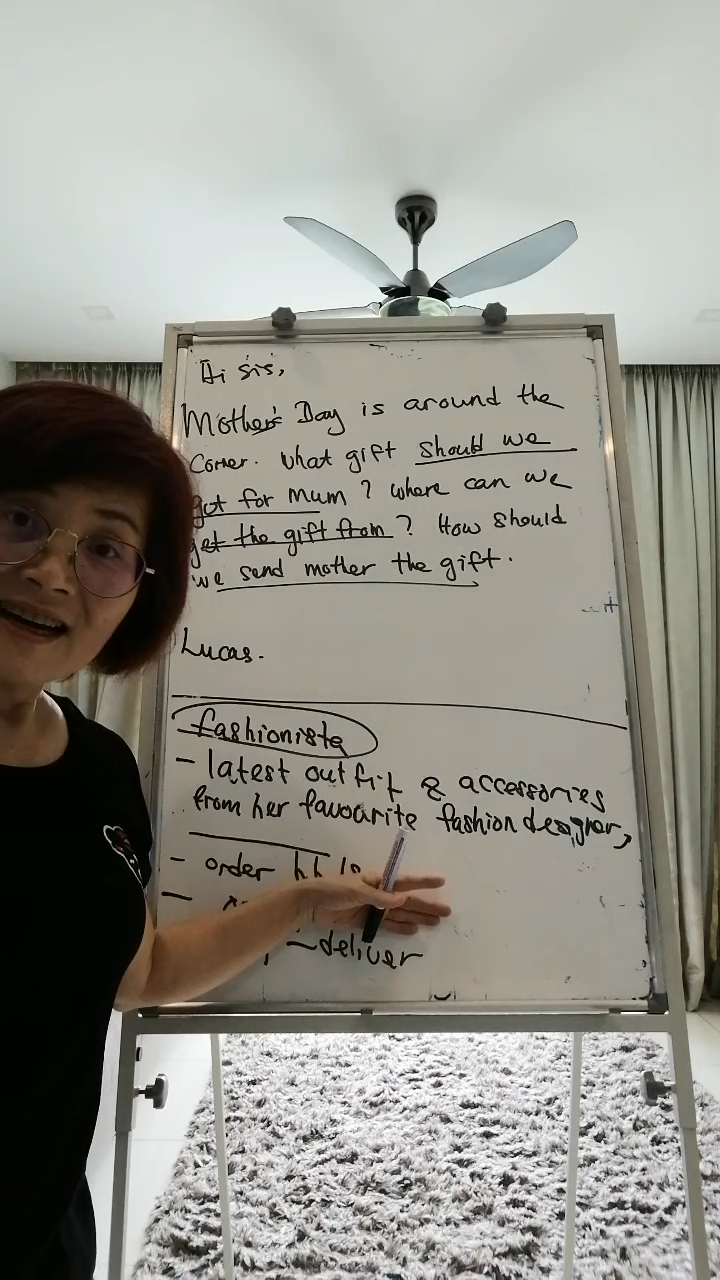 Hi sis,
Mother's Day is around the
corner. What gift should we
get for mum? Where can we
get the gift from? How should
we send mother the gift.
Lucas.
fashionista
- latest outfit & accessories
from her favourite fashion designer,
- order
-
deliver